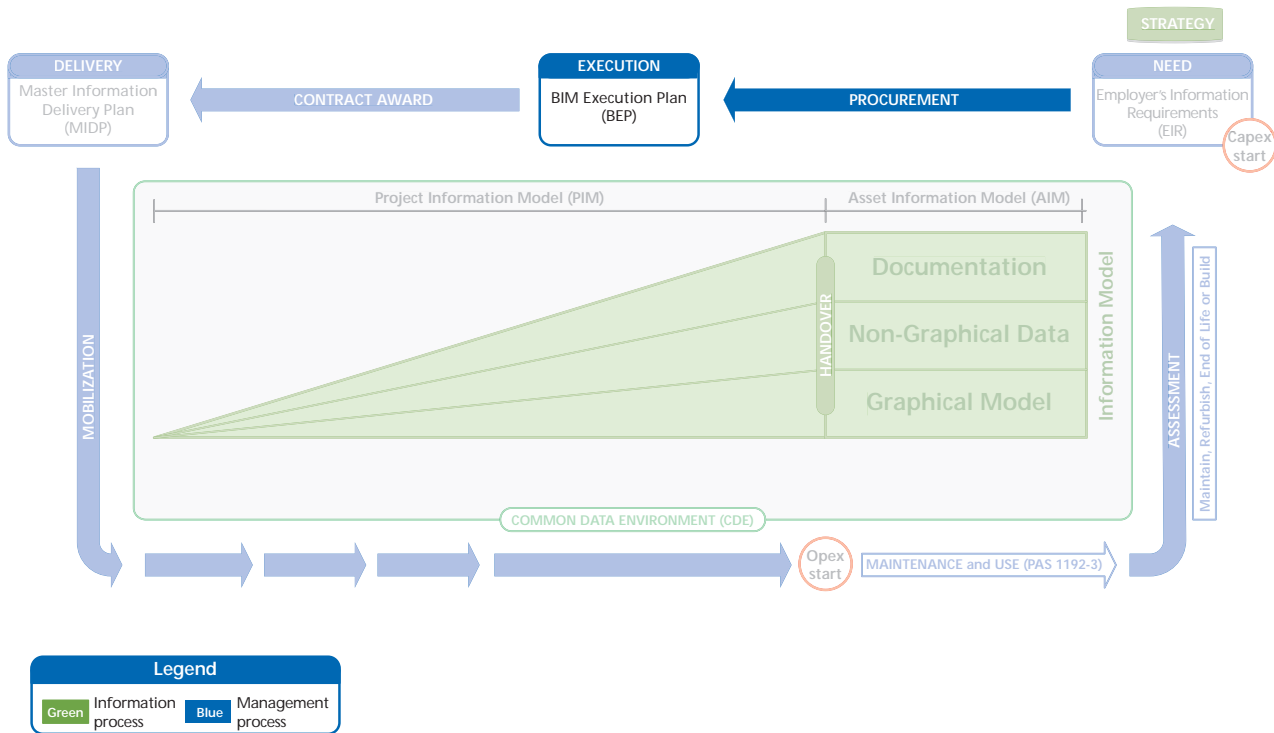 STRATEGY
DELIVERY
Master Information
Delivery Plan
(MIDP)
CONTRACT AWARD
EXECUTION
BIM Execution Plan
(BEP)
PROCUREMENT
NEED
Employer's Information
Requirements
(EIR)
Capex
start
Project Information Model (PIM)
Asset Information Model (AIM)
Documentation
Non-Graphical Data
Graphical Model
HANDOVER
Information Model
MOBILIZATION
ASSESSMENT
Maintain, Refurbish, End of Life or Build
COMMON DATA ENVIRONMENT (CDE)
Opex
start
MAINTENANCE and USE (PAS 1192-3)
Legend
Green
Information
process
Blue
Management
process